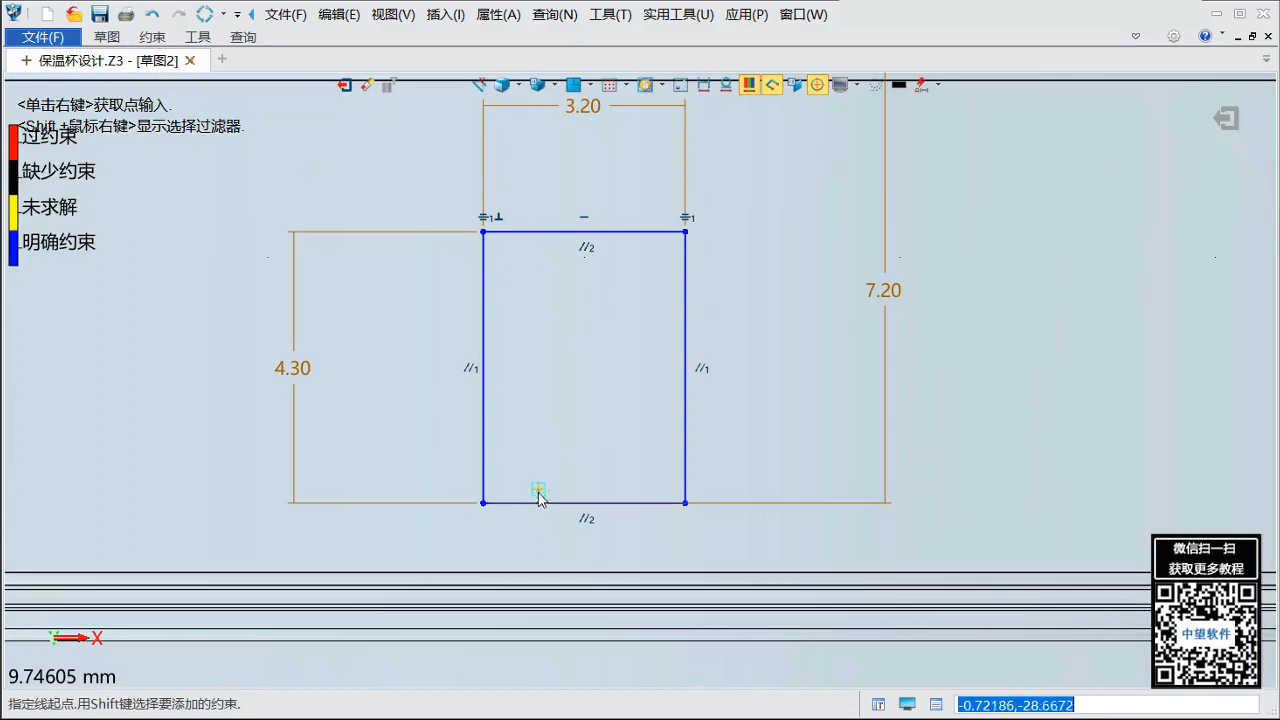 文件(F) 编辑(E) 视图(V) 插入(I) 属性(A) 查询(N) 工具(T) 实用工具(U) 应用(P) 窗口(W)
文件(F) 草图 约束 工具 查询
保温杯设计.Z3 - [草图2]
<单击右键>获取点输入.
<Shift +鼠标右键>显示选择过滤器.
过约束
缺少约束
未求解
明确约束
3.20
1 1
//2
7.20
4.30
//1 //1
//2
微信扫一扫
获取更多教程
中望软件
Y X
9.74605 mm
指定线起点.用Shift键选择要添加的约束.
-0.72186,-28.6672